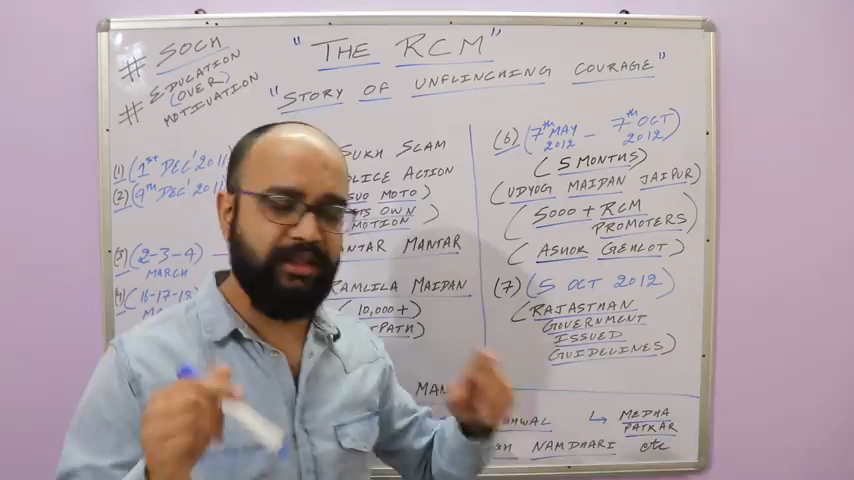 # SOCH
# EDUCATION
(OVER)
MOTIVATION
"THE RCM"
"STORY OF UNFLINCHING COURAGE"
(1) (1ST DEC'2011)
SUKH SCAM
(2) (9TH DEC'2011
POLICE ACTION
SUO MOTO)
ITS OWN
MOTION)
(3) (2-3-4)
MARCH
JANTAR MANTAR
(4) (16-17-18)
RAMLILA MAIDAN
(10,000+)
(6) (7TH MAY 2012 - 7TH OCT 2012)
(5 MONTHS)
(UDYOG MAIDAN JAIPUR)
(5000+ RCM
PROMOTERS)
(ASHOK GEHLOT)
(7) (5 OCT 2012)
(RAJASTHAN
GOVERNMENT
ISSUED
GUIDELINES)
NAMDHARI
↳ MEDHA
PATKAR
etc